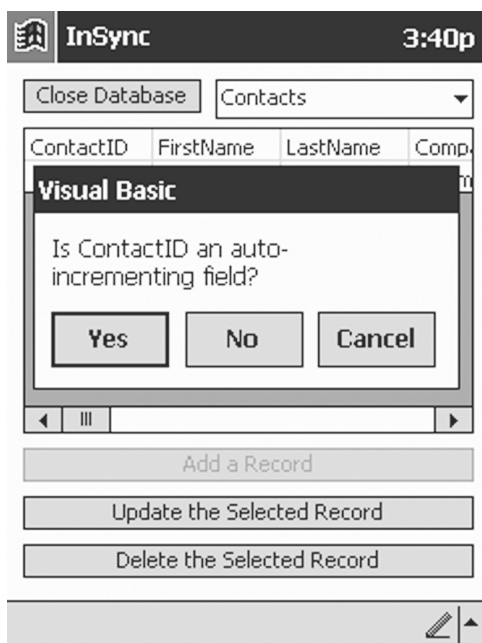 InSync 3:40p
Close Database Contacts
ContactID FirstName LastName
Visual Basic
Is ContactID an auto-
incrementing field?
Yes No Cancel
Add a Record
Update the Selected Record
Delete the Selected Record